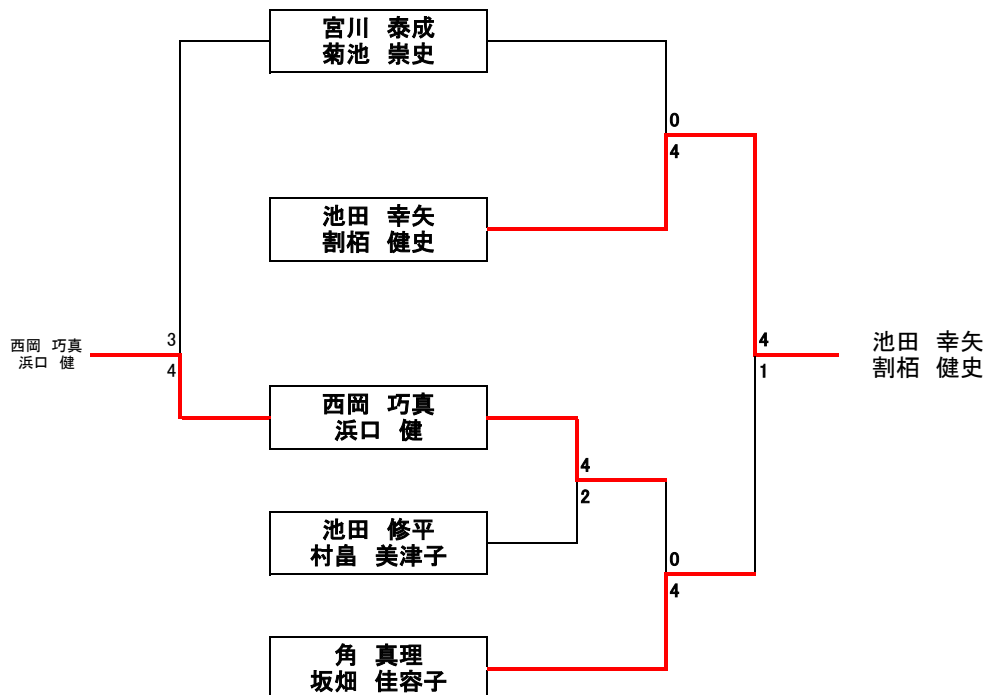 宮川　泰成
菊池　崇史
0
4
池田　幸矢
割栢　健史
3
4
西岡　巧真
浜口　健
4
1
池田　幸矢
割栢　健史
西岡　巧真
浜口　健
4
2
池田　修平
村畠　美津子
0
4
角　真理
坂畑　佳容子